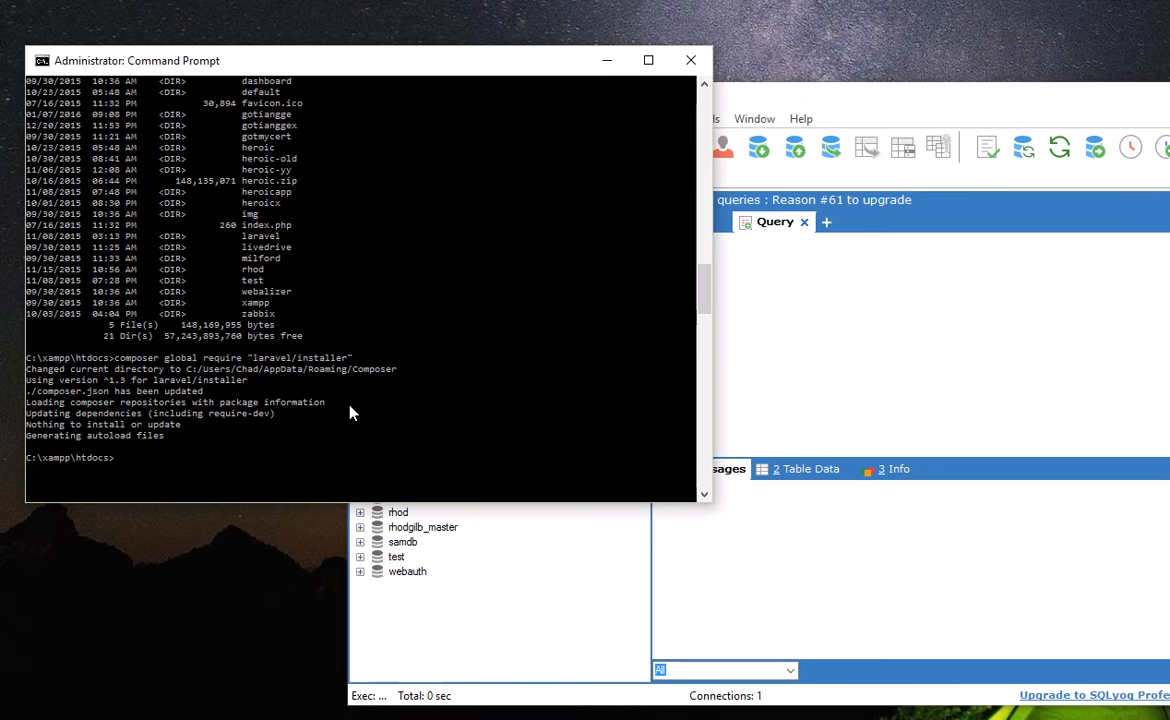 Administrator: Command Prompt
09/30/2015 10:36 AM <DIR> dashboard
10/23/2015 05:48 AM <DIR> default
07/16/2015 11:32 PM 30,894 favicon.ico
01/07/2016 09:08 PM <DIR> gotiangge
12/20/2015 11:53 PM <DIR> gotianggex
09/30/2015 11:21 AM <DIR> gotmycert
10/23/2015 05:48 AM <DIR> heroic
10/30/2015 08:41 AM <DIR> heroic-old
11/06/2015 12:08 AM <DIR> heroic-yy
10/16/2015 06:44 PM 148,135,071 heroic.zip
11/08/2015 07:48 PM <DIR> heroicapp
10/01/2015 08:30 PM <DIR> heroicx
09/30/2015 10:36 AM <DIR> img
07/16/2015 11:32 PM 260 index.php
11/08/2015 03:13 PM <DIR> laravel
09/30/2015 11:25 AM <DIR> livedrive
09/30/2015 11:33 AM <DIR> milford
11/15/2015 10:56 AM <DIR> rhod
11/08/2015 07:28 PM <DIR> test
09/30/2015 10:36 AM <DIR> webalizer
09/30/2015 10:36 AM <DIR> xampp
10/03/2015 04:04 PM <DIR> zabbix
5 File(s) 148,169,955 bytes
21 Dir(s) 57,243,893,760 bytes free
C:\xampp\htdocs>composer global require "laravel/installer"
Changed current directory to C:/Users/Chad/AppData/Roaming/Composer
Using version ^1.3 for laravel/installer
./composer.json has been updated
Loading composer repositories with package information
Updating dependencies (including require-dev)
Nothing to install or update
Generating autoload files
C:\xampp\htdocs>
ls Window Help
queries : Reason #61 to upgrade
Query
ssages 2 Table Data 3 Info
rhod
rhodgilb_master
samdb
test
webauth
All
Exec: ... Total: 0 sec Connections: 1 Upgrade to SQLyog Profe